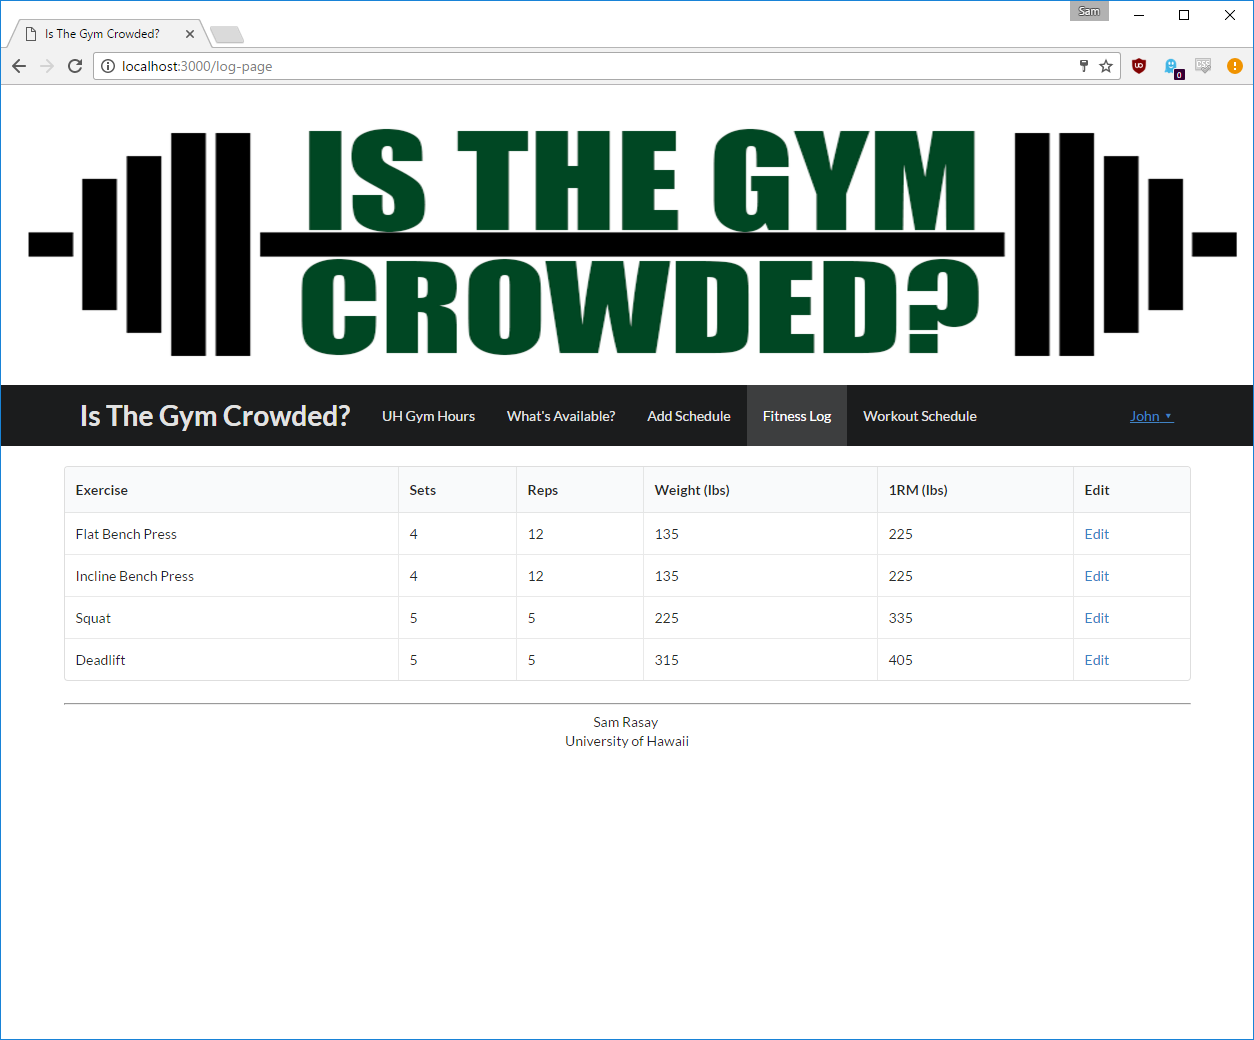 Sam
Is The Gym Crowded?
localhost:3000/log-page
UD
0
DSC
IS THE GYM
CROWDED?
Is The Gym Crowded? UH Gym Hours What's Available? Add Schedule Fitness Log Workout Schedule John
Exercise Sets Reps Weight (lbs) 1RM (lbs) Edit
Flat Bench Press 4 12 135 225 Edit
Incline Bench Press 4 12 135 225 Edit
Squat 5 5 225 335 Edit
Deadlift 5 5 315 405 Edit
Sam Rasay
University of Hawaii